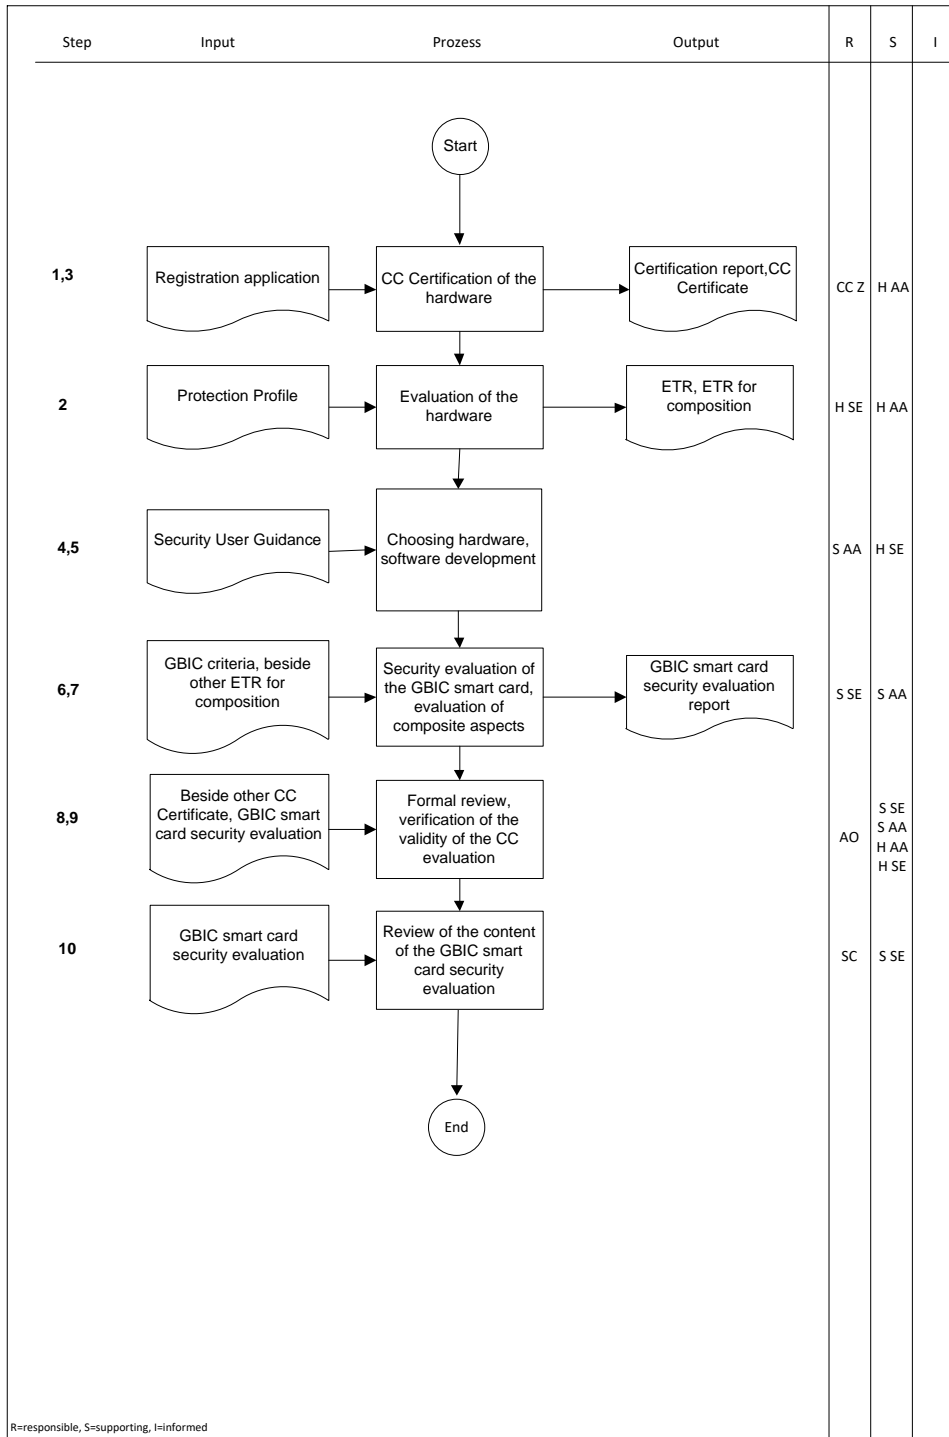 Step
Input
Prozess
Output
R
S
I
Start
1,3
Registration application
CC Certification of the
hardware
Certification report,CC
Certificate
CC Z
H AA
2
Protection Profile
Evaluation of the
hardware
ETR, ETR for
composition
H SE
H AA
4,5
Security User Guidance
Choosing hardware,
software development
S AA
H SE
6,7
GBIC criteria, beside
other ETR for
composition
Security evaluation of
the GBIC smart card,
evaluation of
composite aspects
GBIC smart card
security evaluation
report
S SE
S AA
8,9
Beside other CC
Certificate, GBIC smart
card security evaluation
Formal review,
verification of the
validity of the CC
evaluation
AO
S SE
S AA
H AA
H SE
10
GBIC smart card
security evaluation
Review of the content
of the GBIC smart
card security
evaluation
SC
S SE
End
R=responsible, S=supporting, I=informed